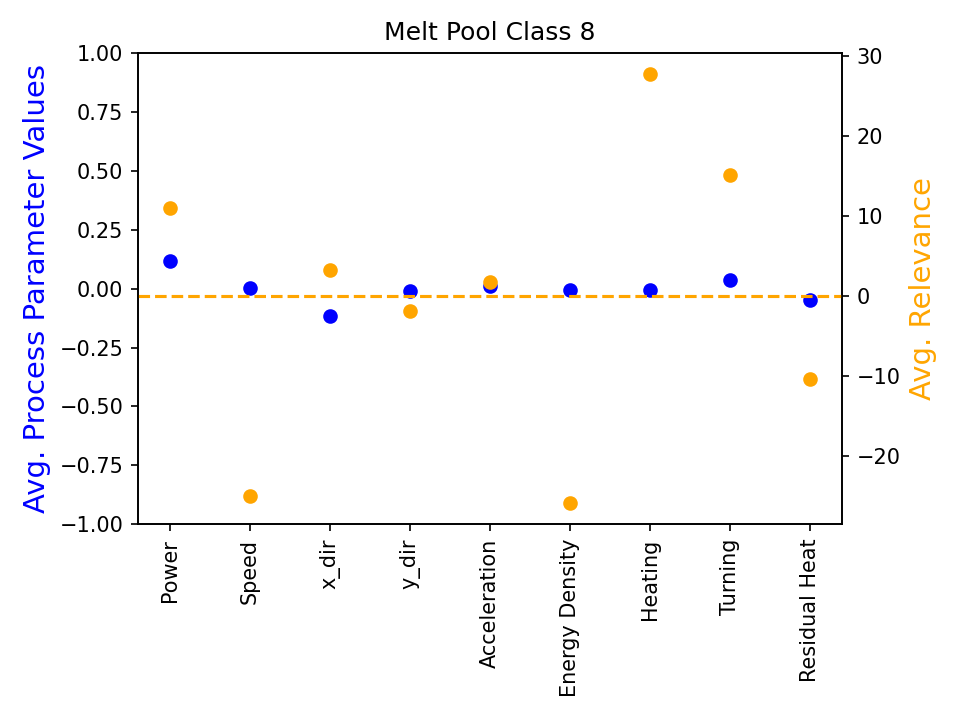 Melt Pool Class 8
Avg. Process Parameter Values
1.00
0.75
0.50
0.25
0.00
−0.25
−0.50
−0.75
−1.00
30
20
10
0
−10
−20
Avg. Relevance
Power
Speed
x_dir
y_dir
Acceleration
Energy Density
Heating
Turning
Residual Heat